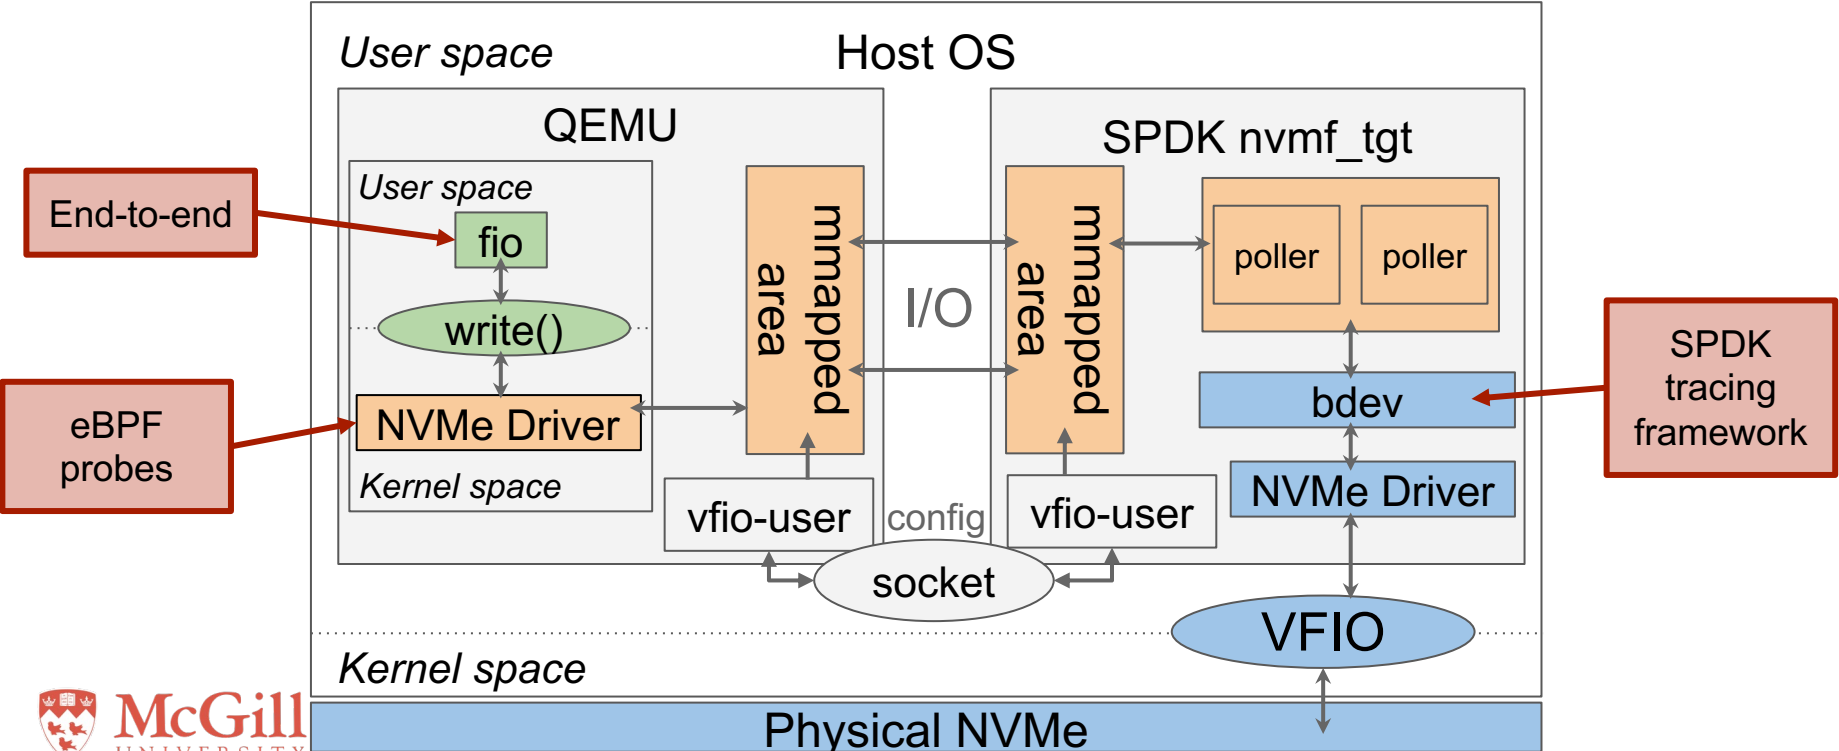 User space
Host OS
QEMU
SPDK nvmf_tgt
End-to-end
User space
fio
write()
eBPF
probes
NVMe Driver
Kernel space
mmapped
area
I/O
mmapped
area
poller
poller
SPDK
tracing
framework
bdev
NVMe Driver
vfio-user
config
vfio-user
socket
VFIO
Kernel space
McGill
UNIVERSITY
Physical NVMe